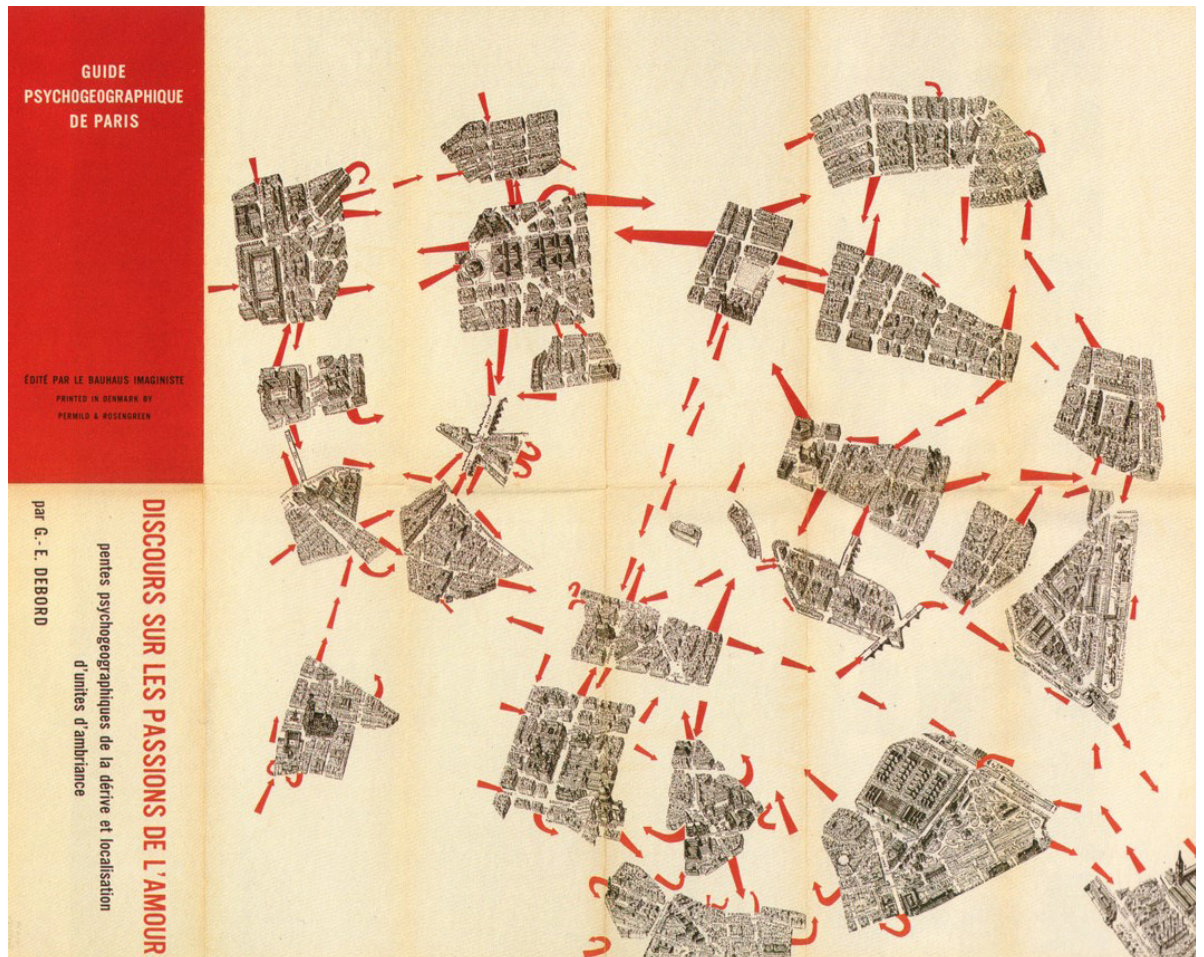 GUIDE
PSYCHOGEOGRAPHIQUE
DE PARIS
ÉDITÉ PAR LE BAUHAUS IMAGINISTE
PRINTED IN DENMARK BY
PERMILD & ROSENGREEN
DISCOURS SUR LES PASSIONS DE L'AMOUR
pentes psychogeographiques de la dérive et localisation
d'unites d'ambriance
par G.-E. DEBORD